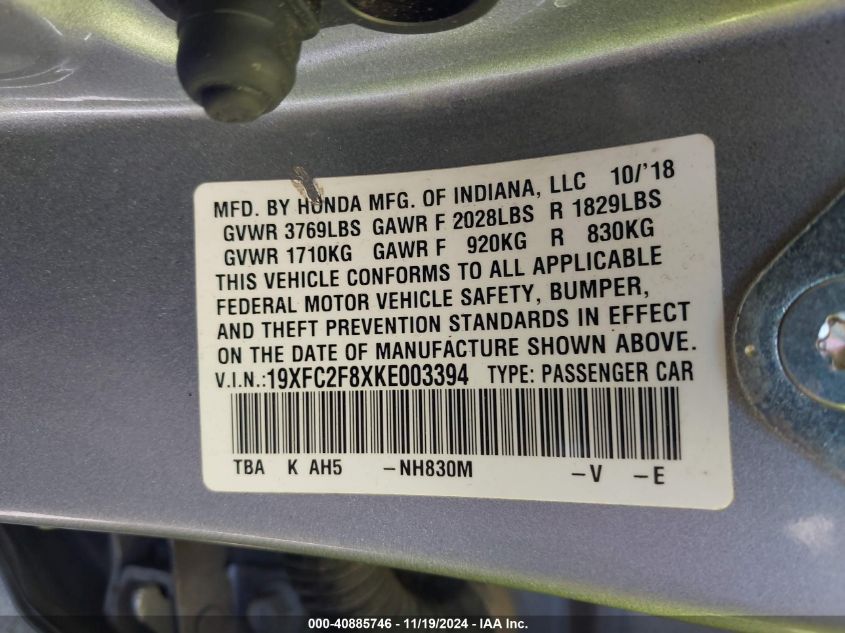 MFD. BY HONDA MFG. OF INDIANA, LLC 10/'18
GVWR 3769LBS GAWR F 2028LBS R 1829LBS
GVWR 1710KG GAWR F 920KG R 830KG
THIS VEHICLE CONFORMS TO ALL APPLICABLE
FEDERAL MOTOR VEHICLE SAFETY, BUMPER,
AND THEFT PREVENTION STANDARDS IN EFFECT
ON THE DATE OF MANUFACTURE SHOWN ABOVE.
V.I.N.:19XFC2F8XKE003394 TYPE: PASSENGER CAR
TBA K AH5 -NH830M -V -E
000-40885746 - 11/19/2024 - IAA Inc.